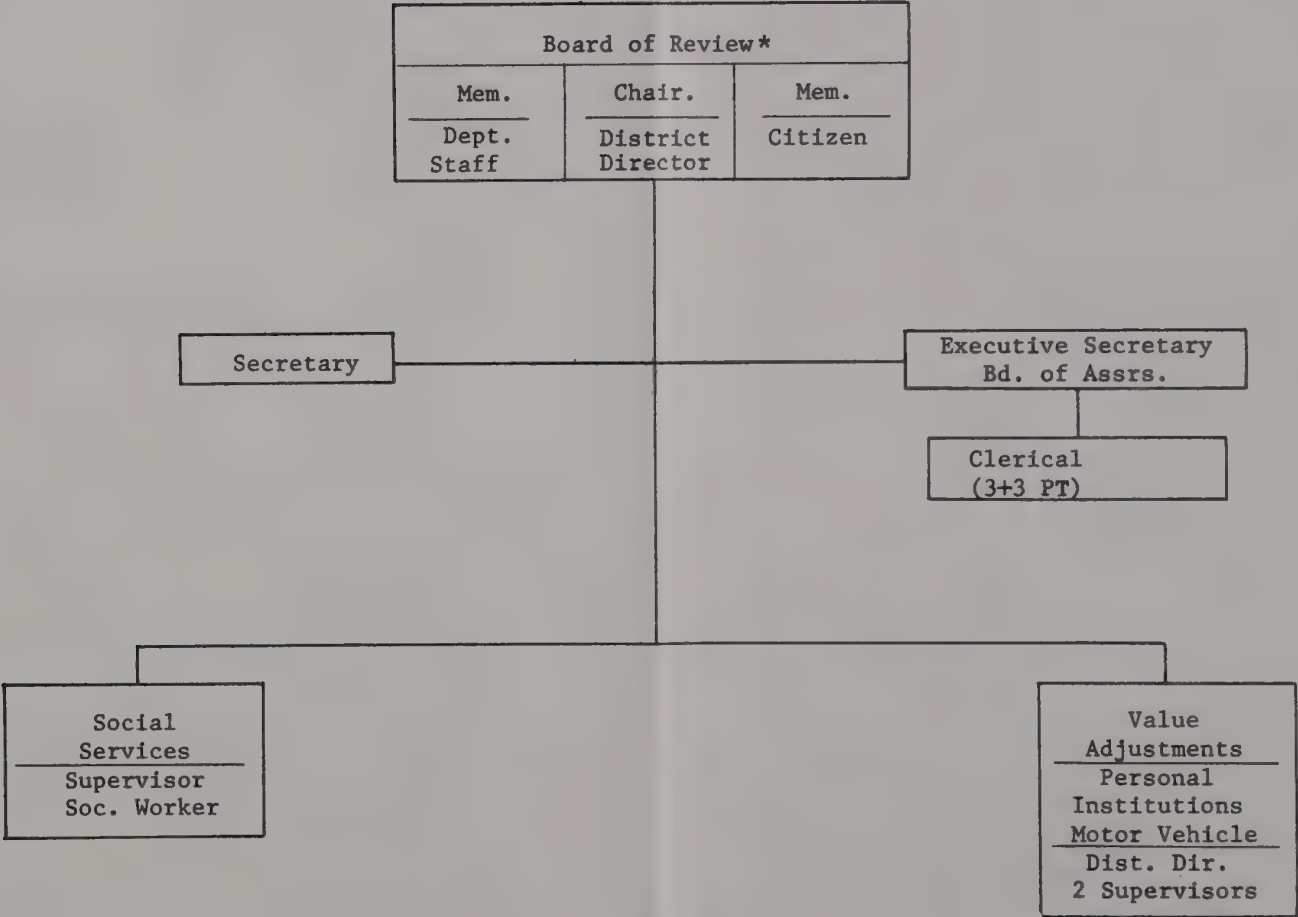 Board of Review*
Mem.
Dept.
Staff
Chair.
District
Director
Mem.
Citizen
Secretary
Executive Secretary
Bd. of Assrs.
Clerical
(3+3 PT)
Social
Services
Supervisor
Soc. Worker
Value
Adjustments
Personal
Institutions
Motor Vehicle
Dist. Dir.
2 Supervisors